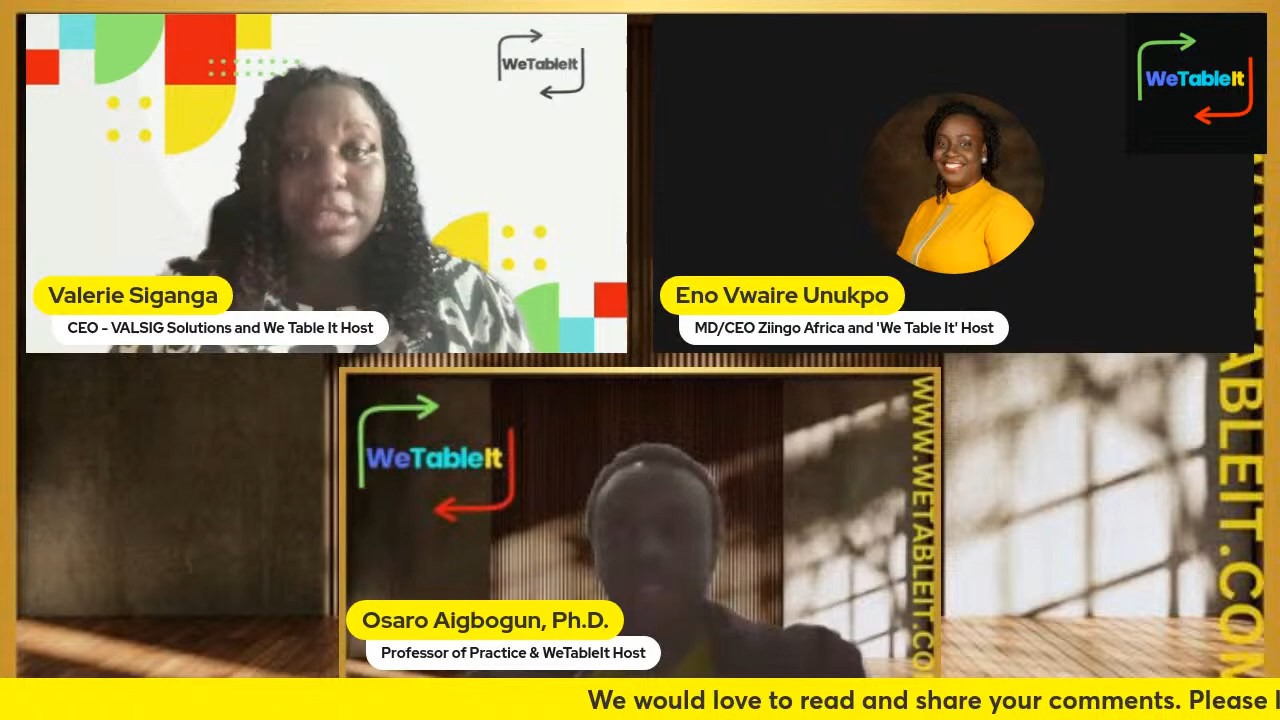 WeTableIt
Valerie Siganga
CEO - VALSIG Solutions and We Table It Host
WeTableIt
Eno Vwaire Unukpo
MD/CEO Ziingo Africa and 'We Table It' Host
WeTableIt
WWW.WETABLEIT.CO
Osaro Aigbogun, Ph.D.
Professor of Practice & WeTableIt Host
TABLEIT.COM
We would love to read and share your comments. Please